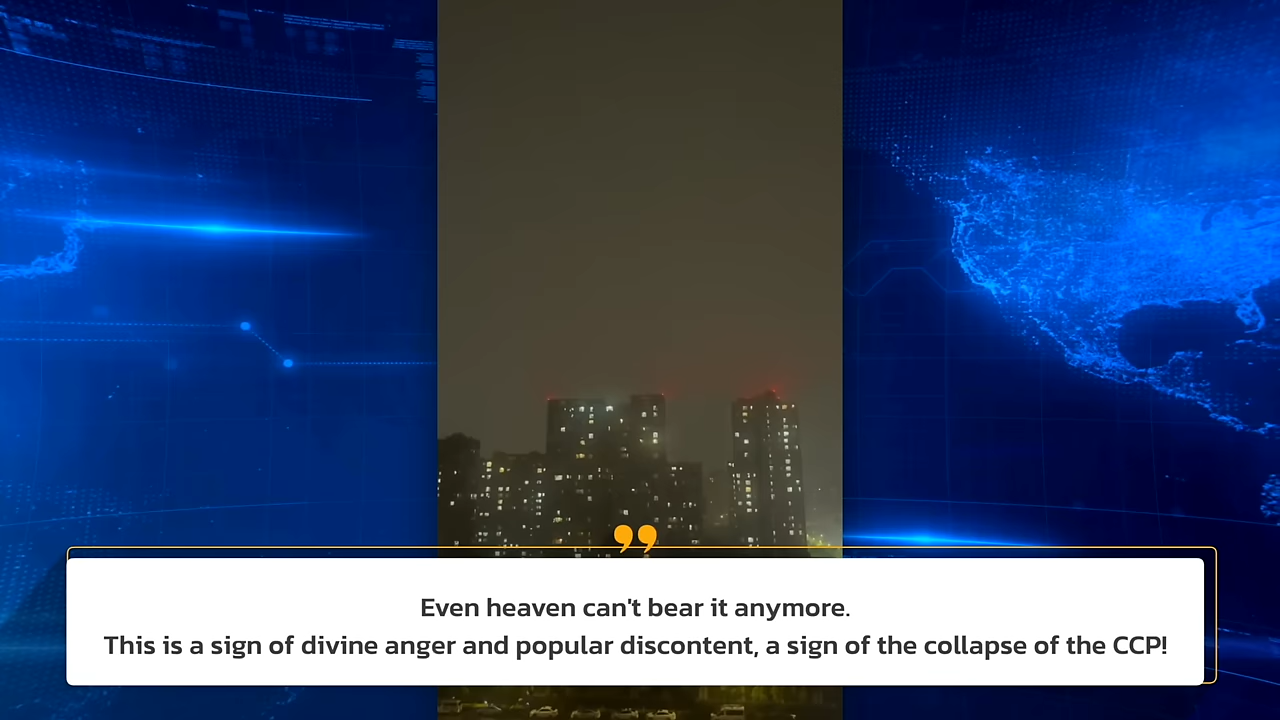 Even heaven can't bear it anymore.
This is a sign of divine anger and popular discontent, a sign of the collapse of the CCP!